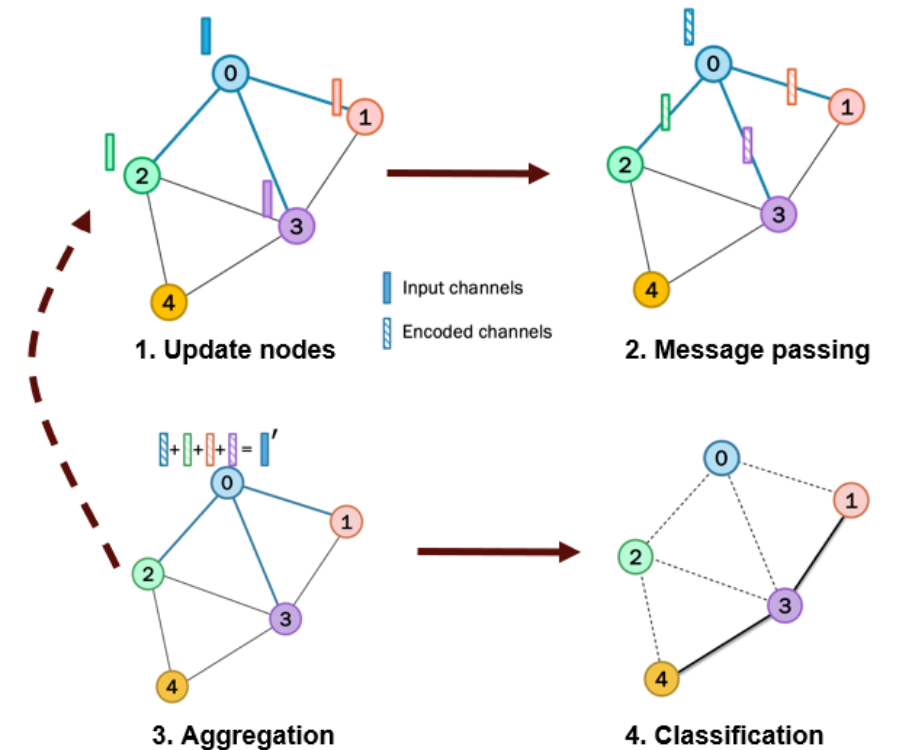 0
1
2
3
4
1. Update nodes
Input channels
Encoded channels
0
1
2
3
4
2. Message passing
+ + + = ′
0
1
2
3
4
3. Aggregation
0
1
2
3
4
4. Classification